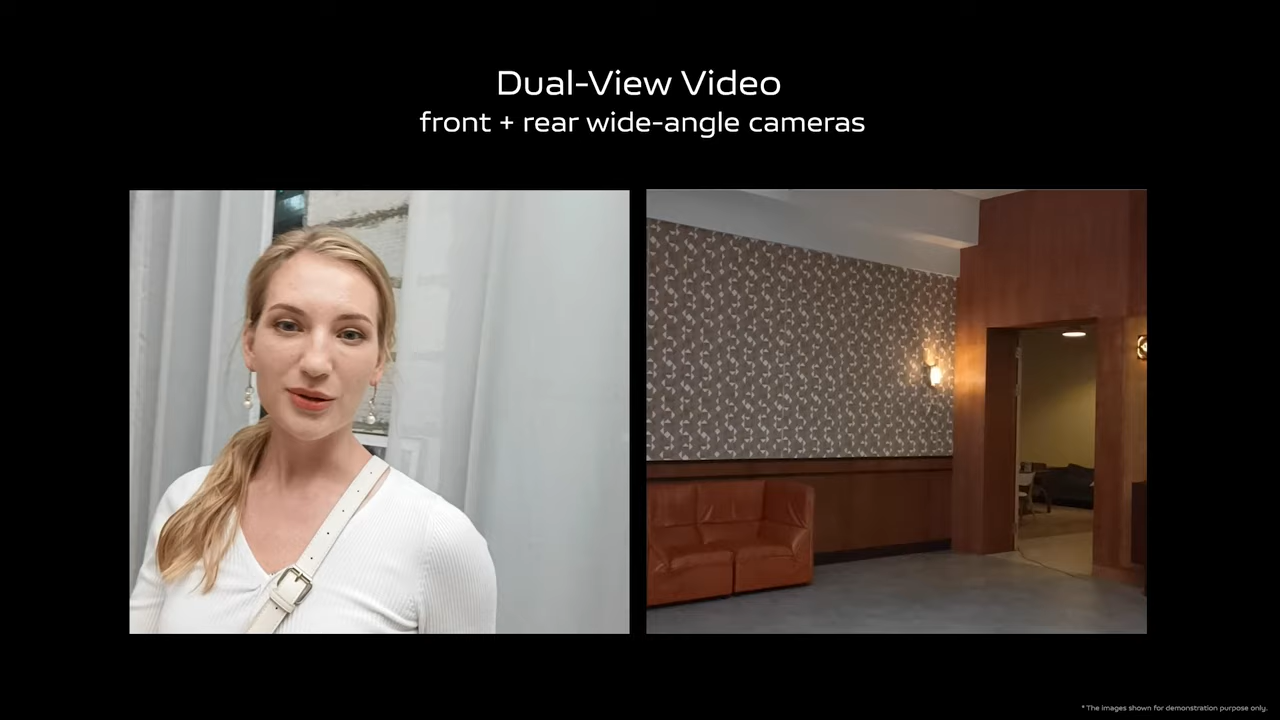 Dual-View Video
front + rear wide-angle cameras
* The images shown for demonstration purpose only.